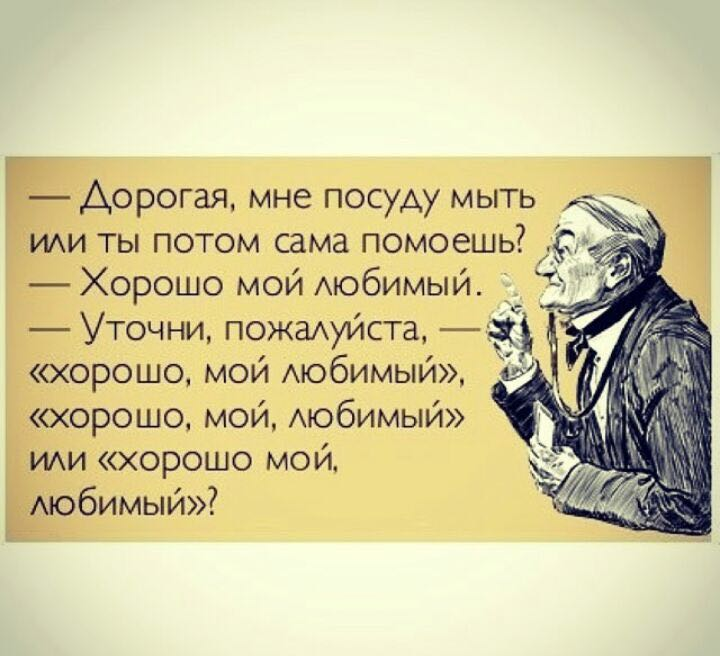 — Дорогая, мне посуду мыть
или ты потом сама помоешь?
— Хорошо мой любимый.
— Уточни, пожалуйста, —
«хорошо, мой любимый»,
«хорошо, мой, любимый»
или «хорошо мой,
любимый»?